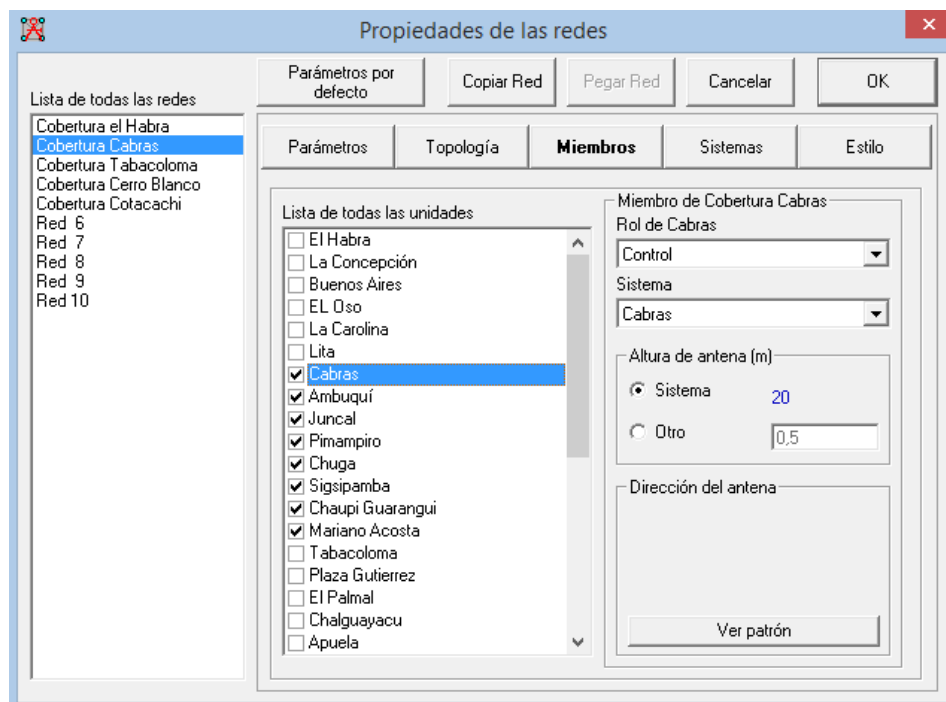 Propiedades de las redes
Lista de todas las redes
Cobertura el Habra
Cobertura Cabras
Cobertura Tabacoloma
Cobertura Cerro Blanco
Cobertura Cotacachi
Red 6
Red 7
Red 8
Red 9
Red 10
Parámetros por
defecto
Copiar Red
Pegar Red
Cancelar
OK
Parámetros
Topología
Miembros
Sistemas
Estilo
Lista de todas las unidades
El Habra
La Concepción
Buenos Aires
EL Oso
La Carolina
Lita
Cabras
Ambuquí
Juncal
Pimampiro
Chuga
Sigsipamba
Chaupi Guarangui
Mariano Acosta
Tabacoloma
Plaza Gutierrez
El Palmal
Chalguayacu
Apuela
Miembro de Cobertura Cabras
Rol de Cabras
Control
Sistema
Cabras
Altura de antena (m)
Sistema 20
Otro 0,5
Dirección del antena
Ver patrón